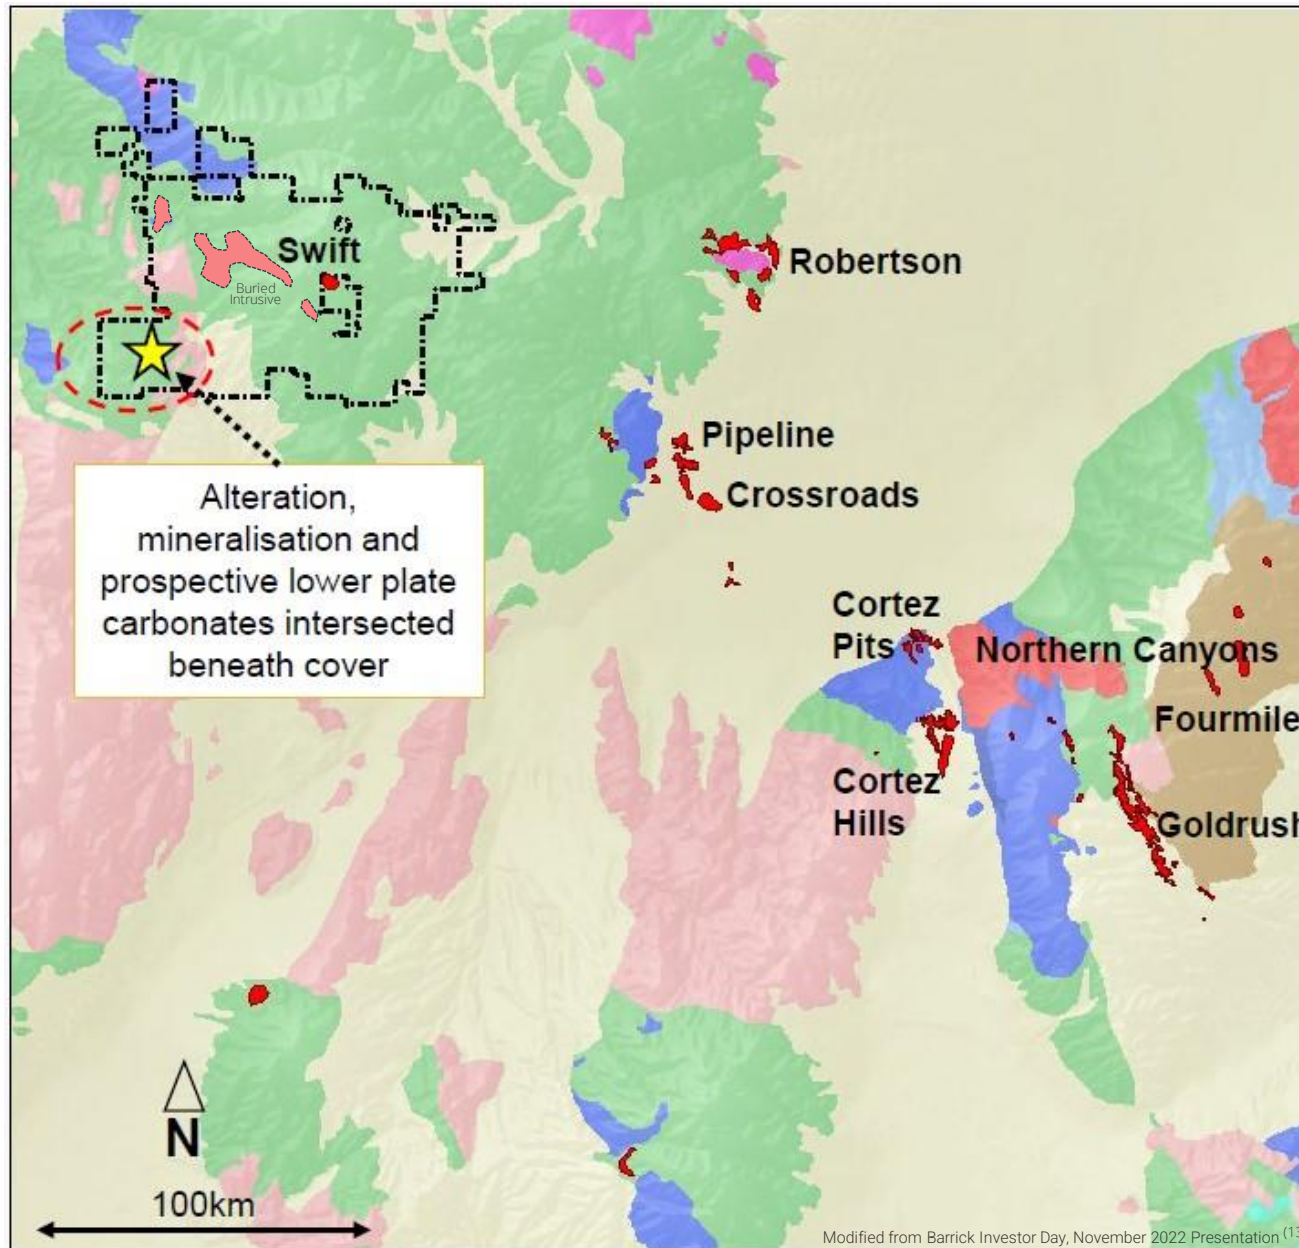 Swift
Buried
Intrusive
Robertson
Pipeline
Crossroads
Alteration,
mineralisation and
prospective lower plate
carbonates intersected
beneath cover
Cortez
Pits
Northern Canyons
Fourmile
Cortez
Hills
Goldrush
N
100km
Modified from Barrick Investor Day, November 2022 Presentation (13